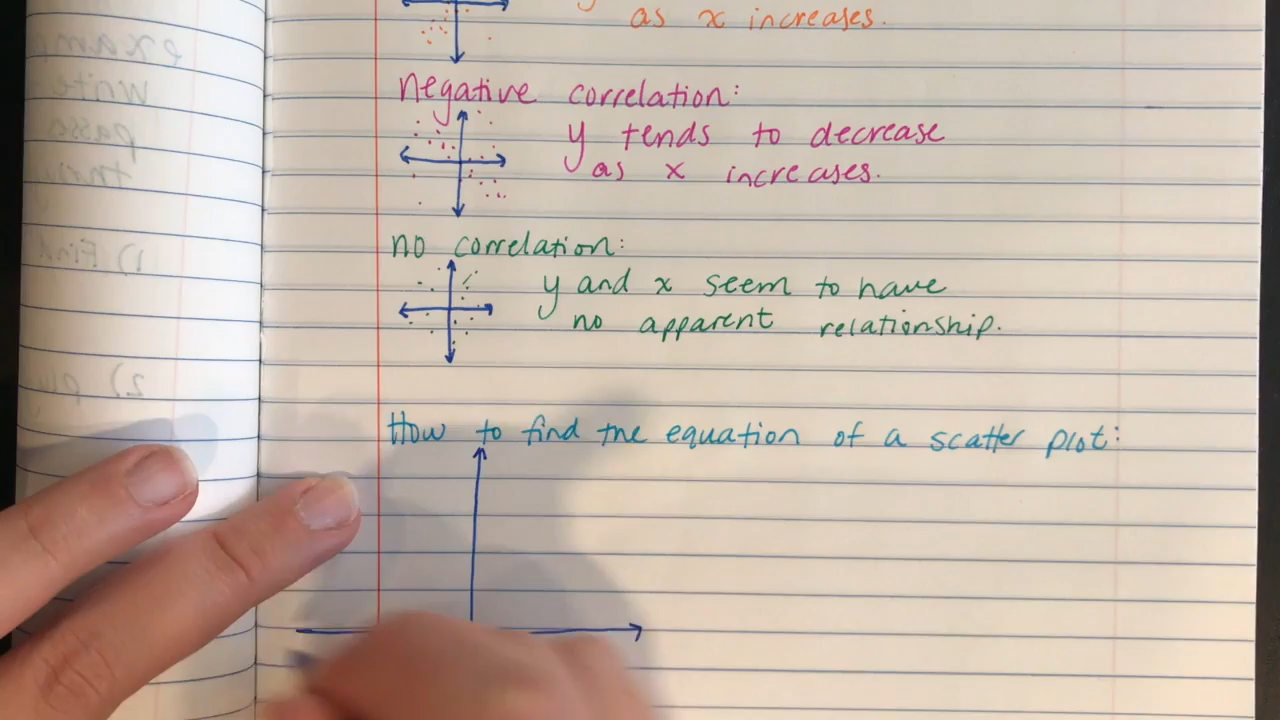 as x increases.
negative correlation:
y tends to decrease
as x increases.
no correlation:
y and x seem to have
no apparent relationship.
How to find the equation of a scatter plot: